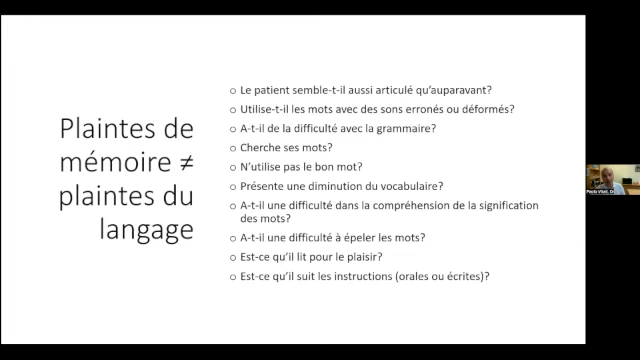 Plaintes de
mémoire ≠
plaintes du
langage
o Le patient semble-t-il aussi articulé qu'auparavant?
o Utilise-t-il les mots avec des sons erronés ou déformés?
o A-t-il de la difficulté avec la grammaire?
o Cherche ses mots?
o N'utilise pas le bon mot?
o Présente une diminution du vocabulaire?
o A-t-il une difficulté dans la compréhension de la signification
des mots?
o A-t-il une difficulté à épeler les mots?
o Est-ce qu'il lit pour le plaisir?
o Est-ce qu'il suit les instructions (orales ou écrites)?
Paolo Vitali, Dr